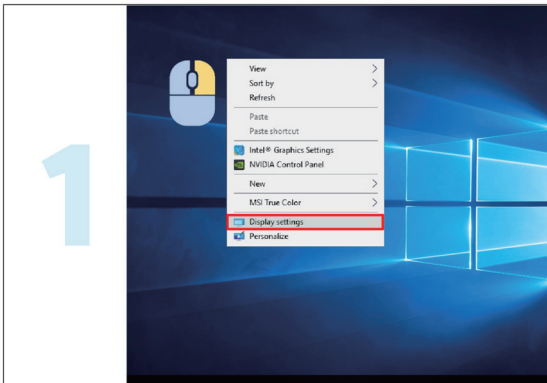 1
View
Sort by
Refresh
Paste
Paste shortcut
Intel® Graphics Settings
NVIDIA Control Panel
New
MSI True Color
Display settings
Personalize